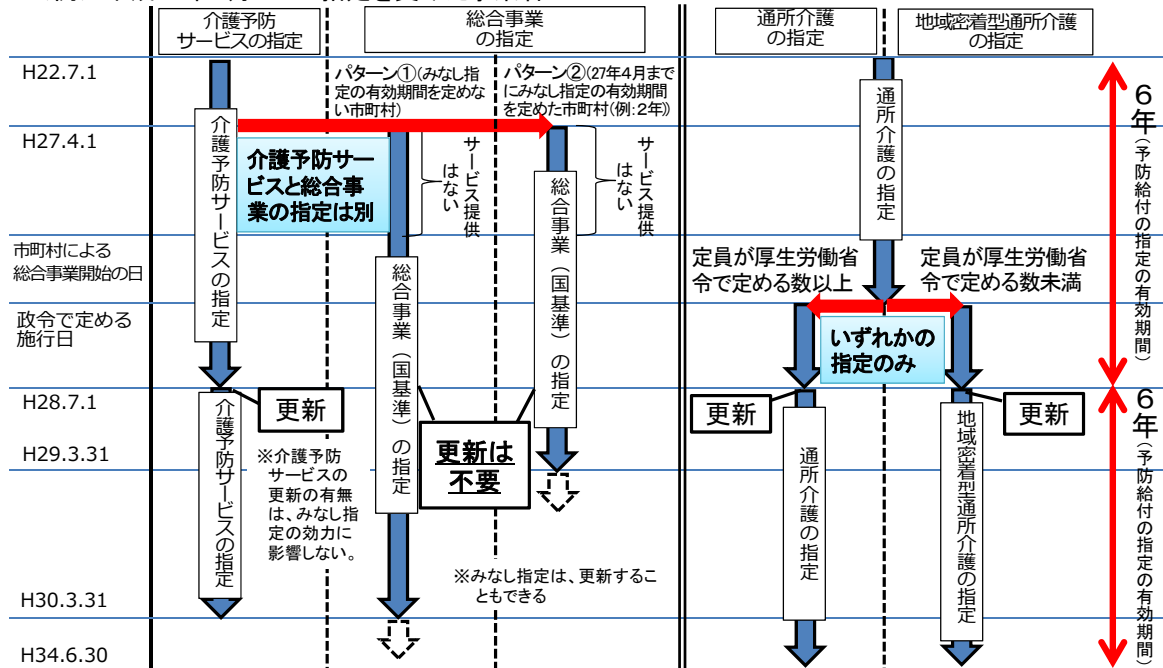 介護予防
サービスの指定
総合事業
の指定
通所介護
の指定
地域密着型通所介護
の指定
H22.7.1
H27.4.1
市町村による
総合事業開始の日
政令で定める
施行日
H28.7.1
H29.3.31
H30.3.31
H34.6.30
パターン①(みなし指
定の有効期間を定めな
い市町村)
パターン②(27年4月まで
にみなし指定の有効期間
を定めた市町村(例:2年)
介護予防サービスの指定
介護予防サー
ビスと総合事
業の指定は別
サービス提供
はない
サービス提供
はない
総合事業(国基準)の指定
総合事業(国基準)の指定
更新
介護予防サービスの指定
※介護予防
サービスの
更新の有無
は、みなし指
定の効力に
影響しない。
更新は
不要
※みなし指定は、更新するこ
ともできる
通所介護の指定
定員が厚生労働省
令で定める数以上
定員が厚生労働省
令で定める数未満
いずれかの
指定のみ
更新
更新
通所介護の指定
地域密着型通所介護の指定
6年(予防給付の指定の有効期間)
6年(予防給付の指定の有効期間)